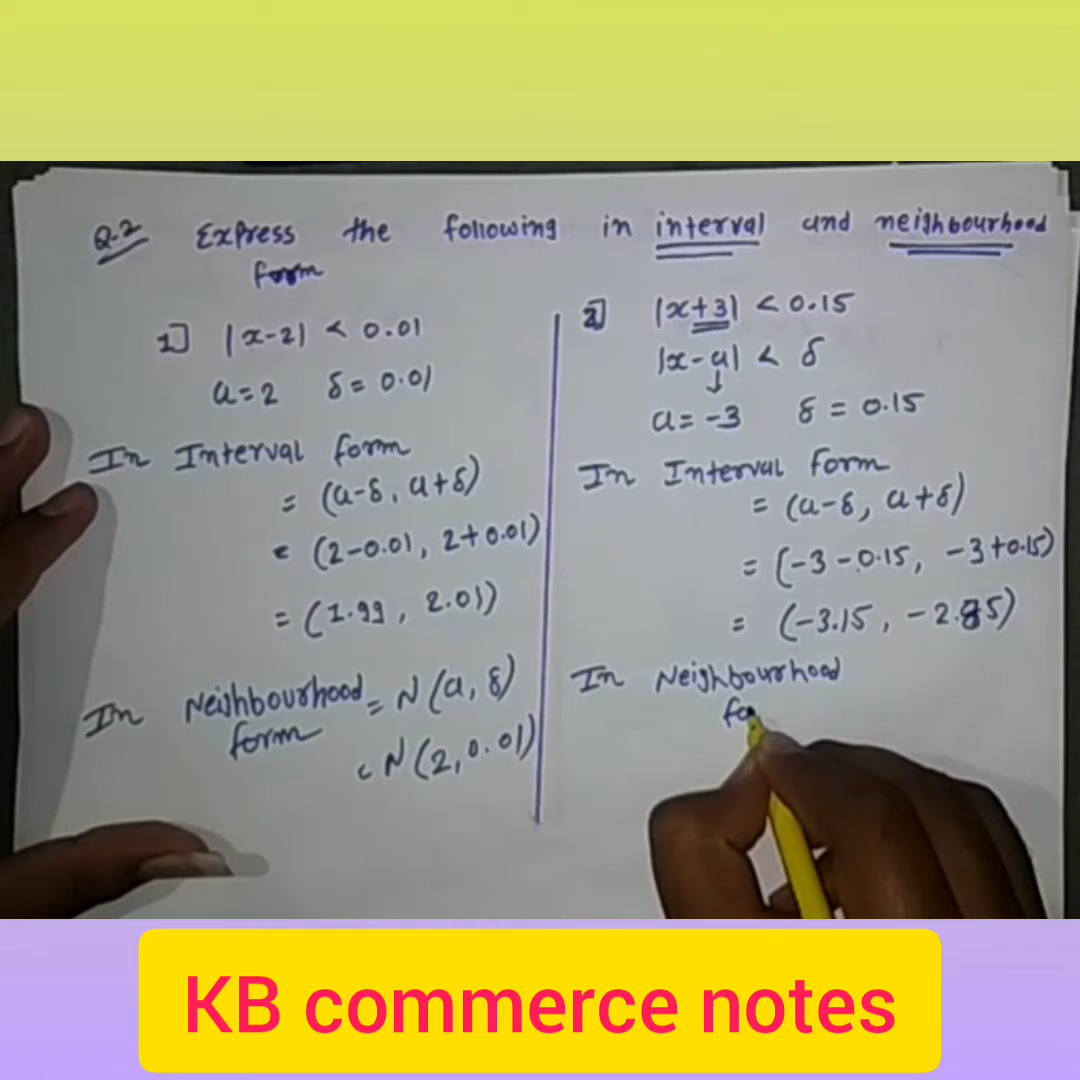 Q.2 Express the following in interval and neighbourhood
form
1] |x-2| < 0.01
a=2 δ= 0.01
In Interval form
= (a-δ, a+δ)
= (2-0.01, 2+0.01)
= (1.99, 2.01)
In Neighbourhood = N(a, δ)
form
= N(2, 0.01)
2] |x+3| < 0.15
|x-a| < δ
↓
a= -3 δ = 0.15
In Interval form
= (a-δ, a+δ)
= (-3-0.15, -3+0.15)
= (-3.15, -2.85)
In Neighbourhood
fo
KB commerce notes